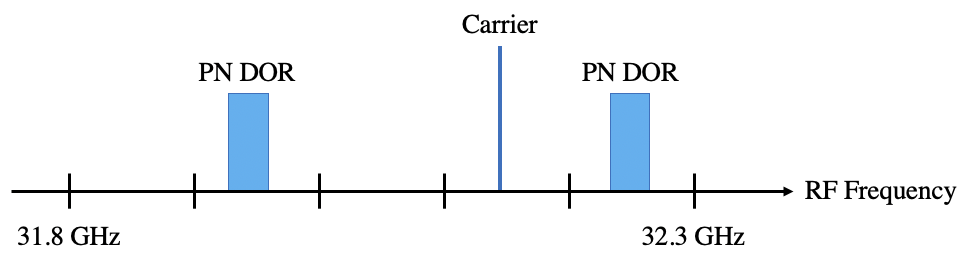 Carrier
PN DOR
PN DOR
RF Frequency
31.8 GHz
32.3 GHz